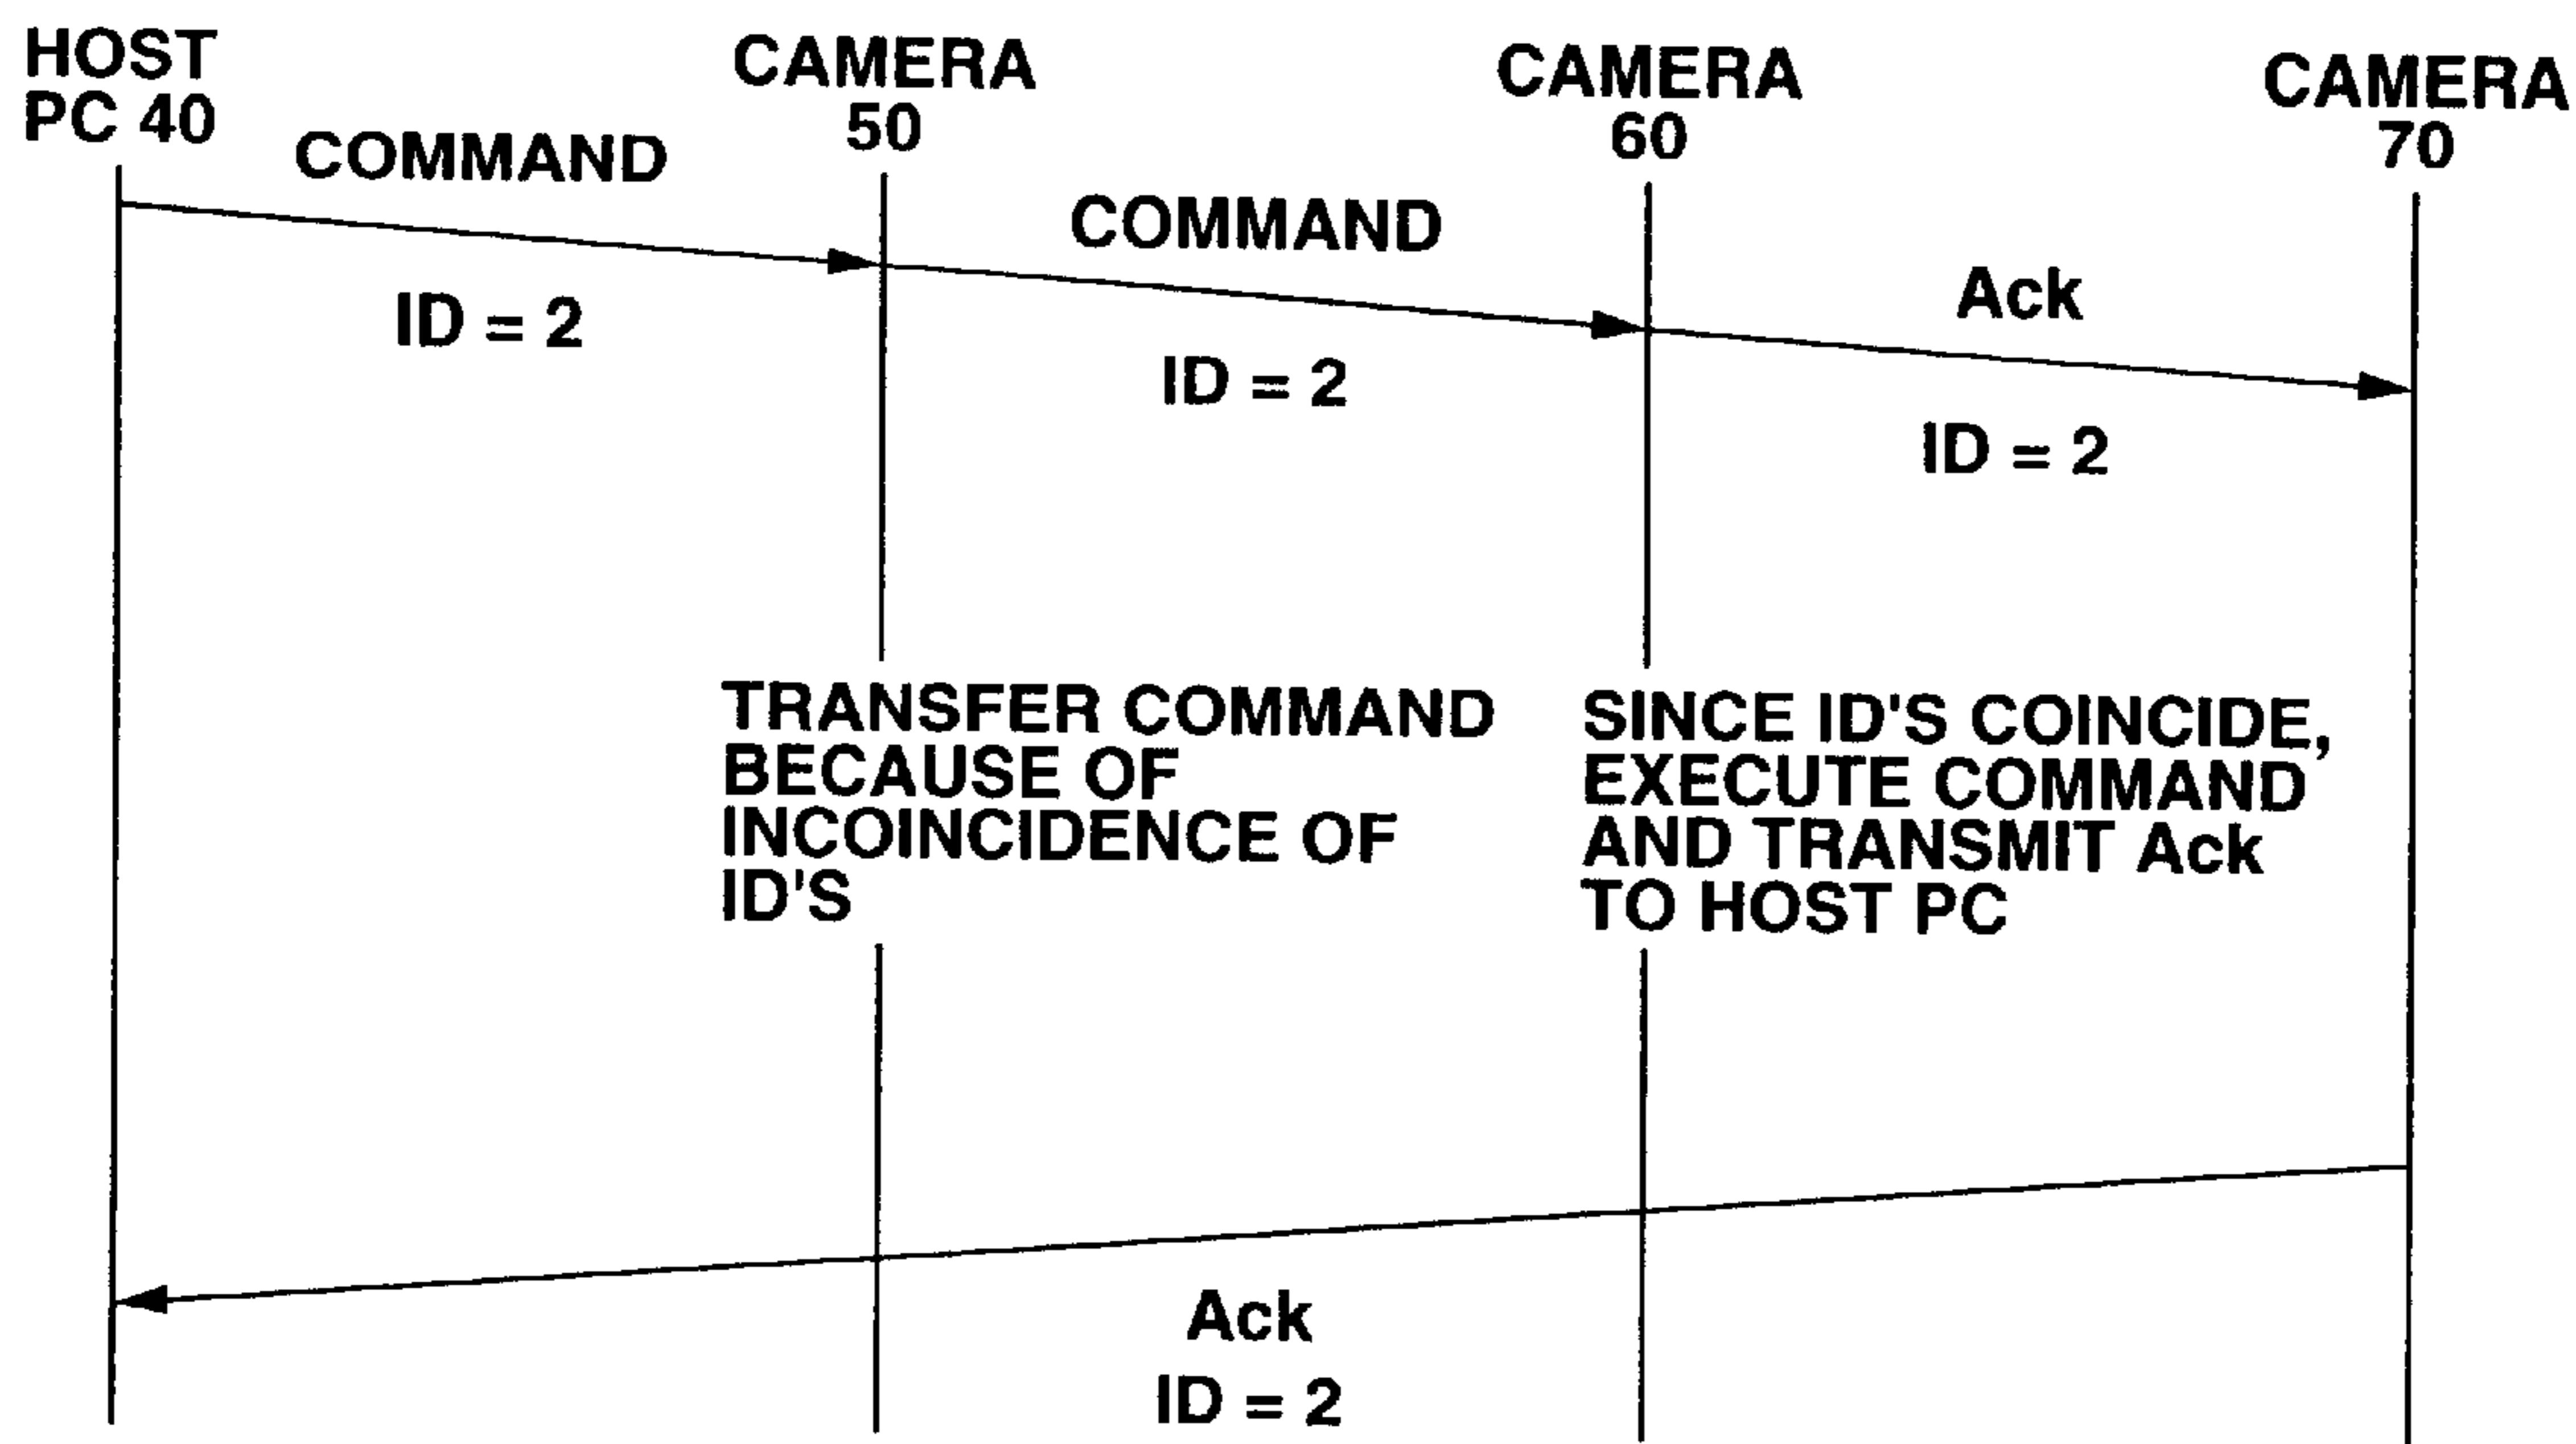 HOST
PC 40
CAMERA
50
CAMERA
60
CAMERA
70
COMMAND
ID = 2
COMMAND
ID = 2
Ack
ID = 2
TRANSFER COMMAND
BECAUSE OF
INCOINCIDENCE OF
ID'S
SINCE ID'S COINCIDE,
EXECUTE COMMAND
AND TRANSMIT Ack
TO HOST PC
Ack
ID = 2